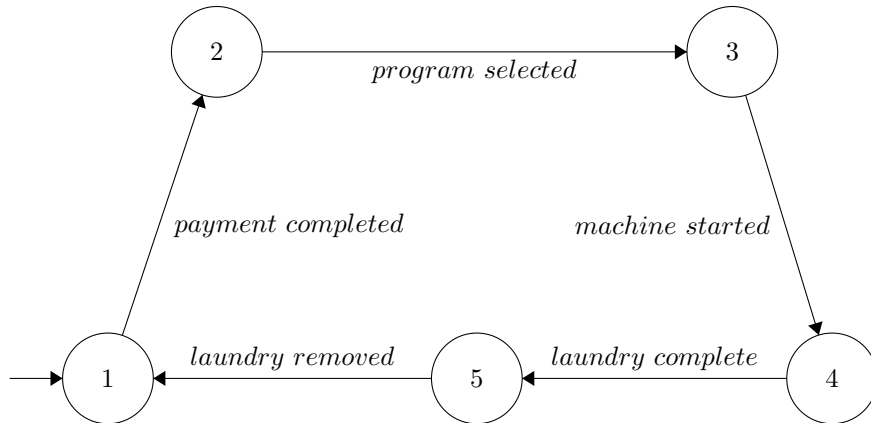 2
3
program selected
payment completed
machine started
laundry removed
laundry complete
1
5
4